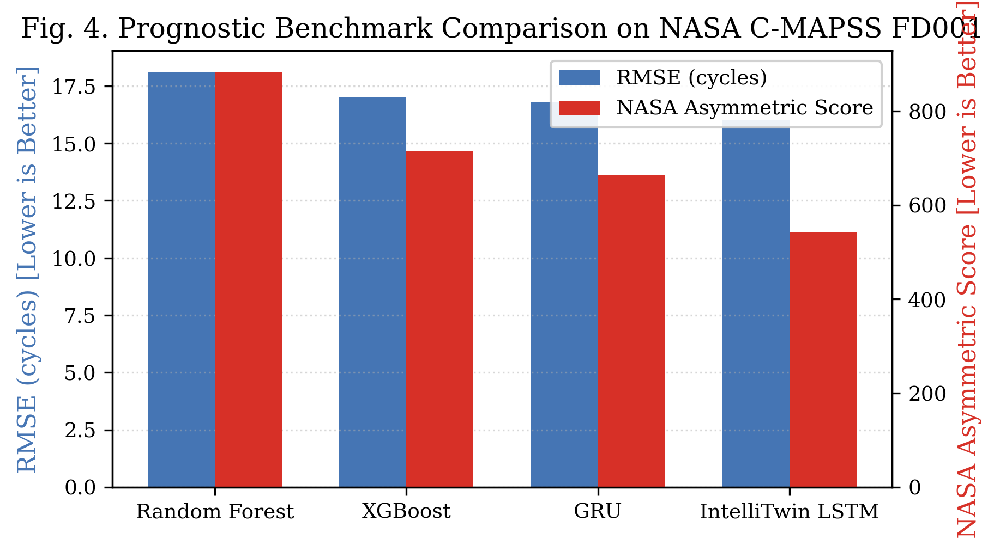 Fig. 4. Prognostic Benchmark Comparison on NASA C-MAPSS FD001
RMSE (cycles) [Lower is Better]
17.5
15.0
12.5
10.0
7.5
5.0
2.5
0.0
RMSE (cycles)
NASA Asymmetric Score
800
600
400
200
0
NASA Asymmetric Score [Lower is Better]
Random Forest
XGBoost
GRU
IntelliTwin LSTM